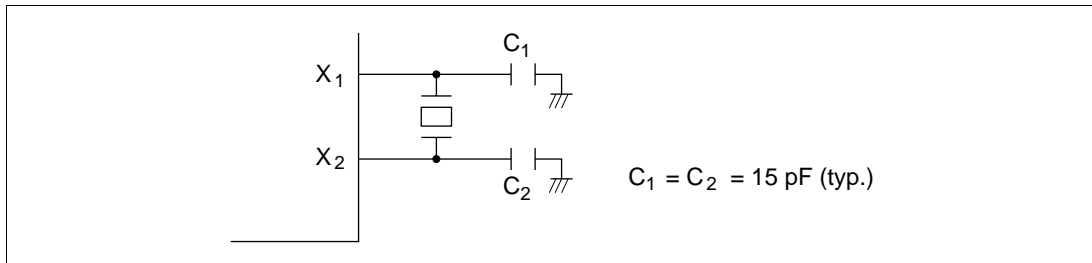 C1
X1
X2
C2
C1 = C2 = 15 pF (typ.)